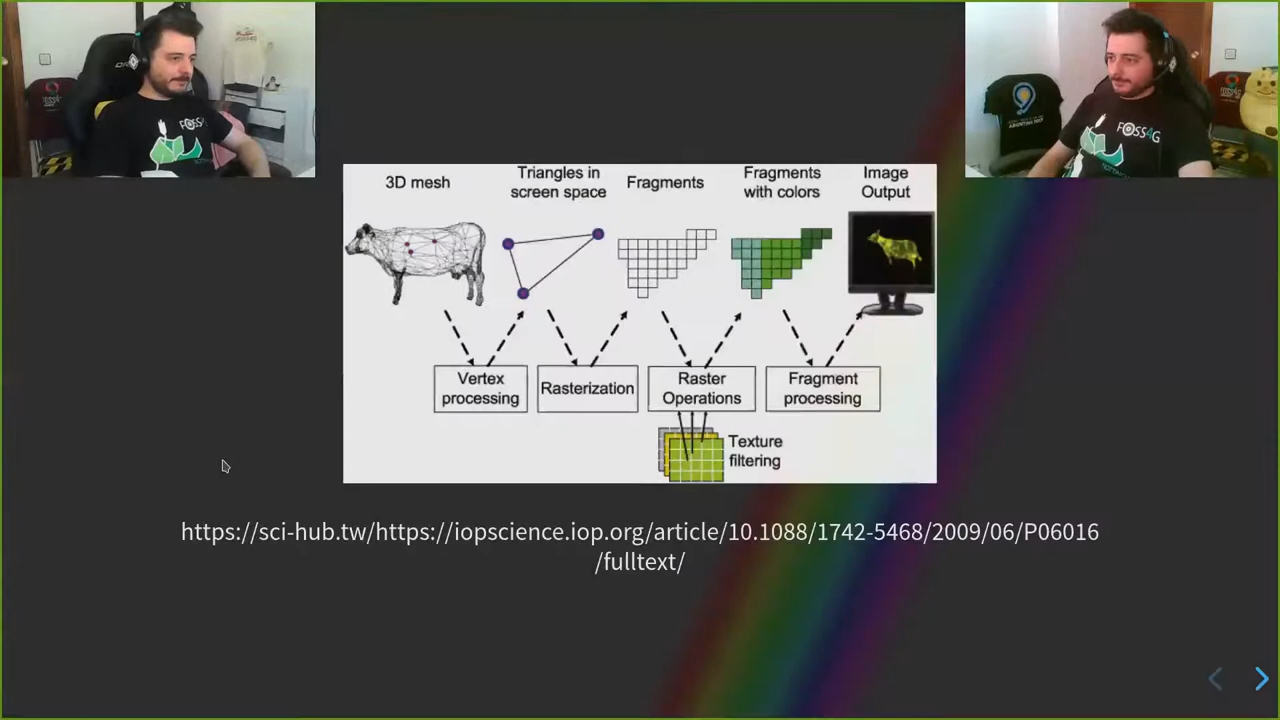 FOSS4G
FOSS4G
3D mesh
Triangles in
screen space
Fragments
Fragments
with colors
Image
Output
Vertex
processing
Rasterization
Raster
Operations
Fragment
processing
Texture
filtering
https://sci-hub.tw/https://iopscience.iop.org/article/10.1088/1742-5468/2009/06/P06016
/fulltext/